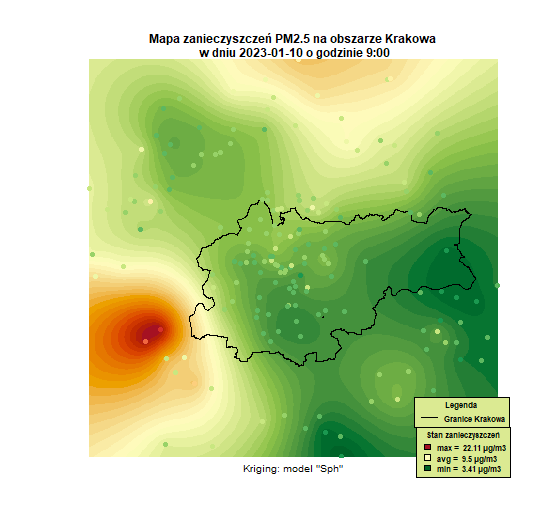 Mapa zanieczyszczeń PM2.5 na obszarze Krakowa
w dniu 2023-01-10 o godzinie 9:00
Legenda
Granice Krakowa
Stan zanieczyszczeń
max = 22.11 µg/m3
avg = 9.5 µg/m3
min = 3.41 µg/m3
Kriging: model "Sph"